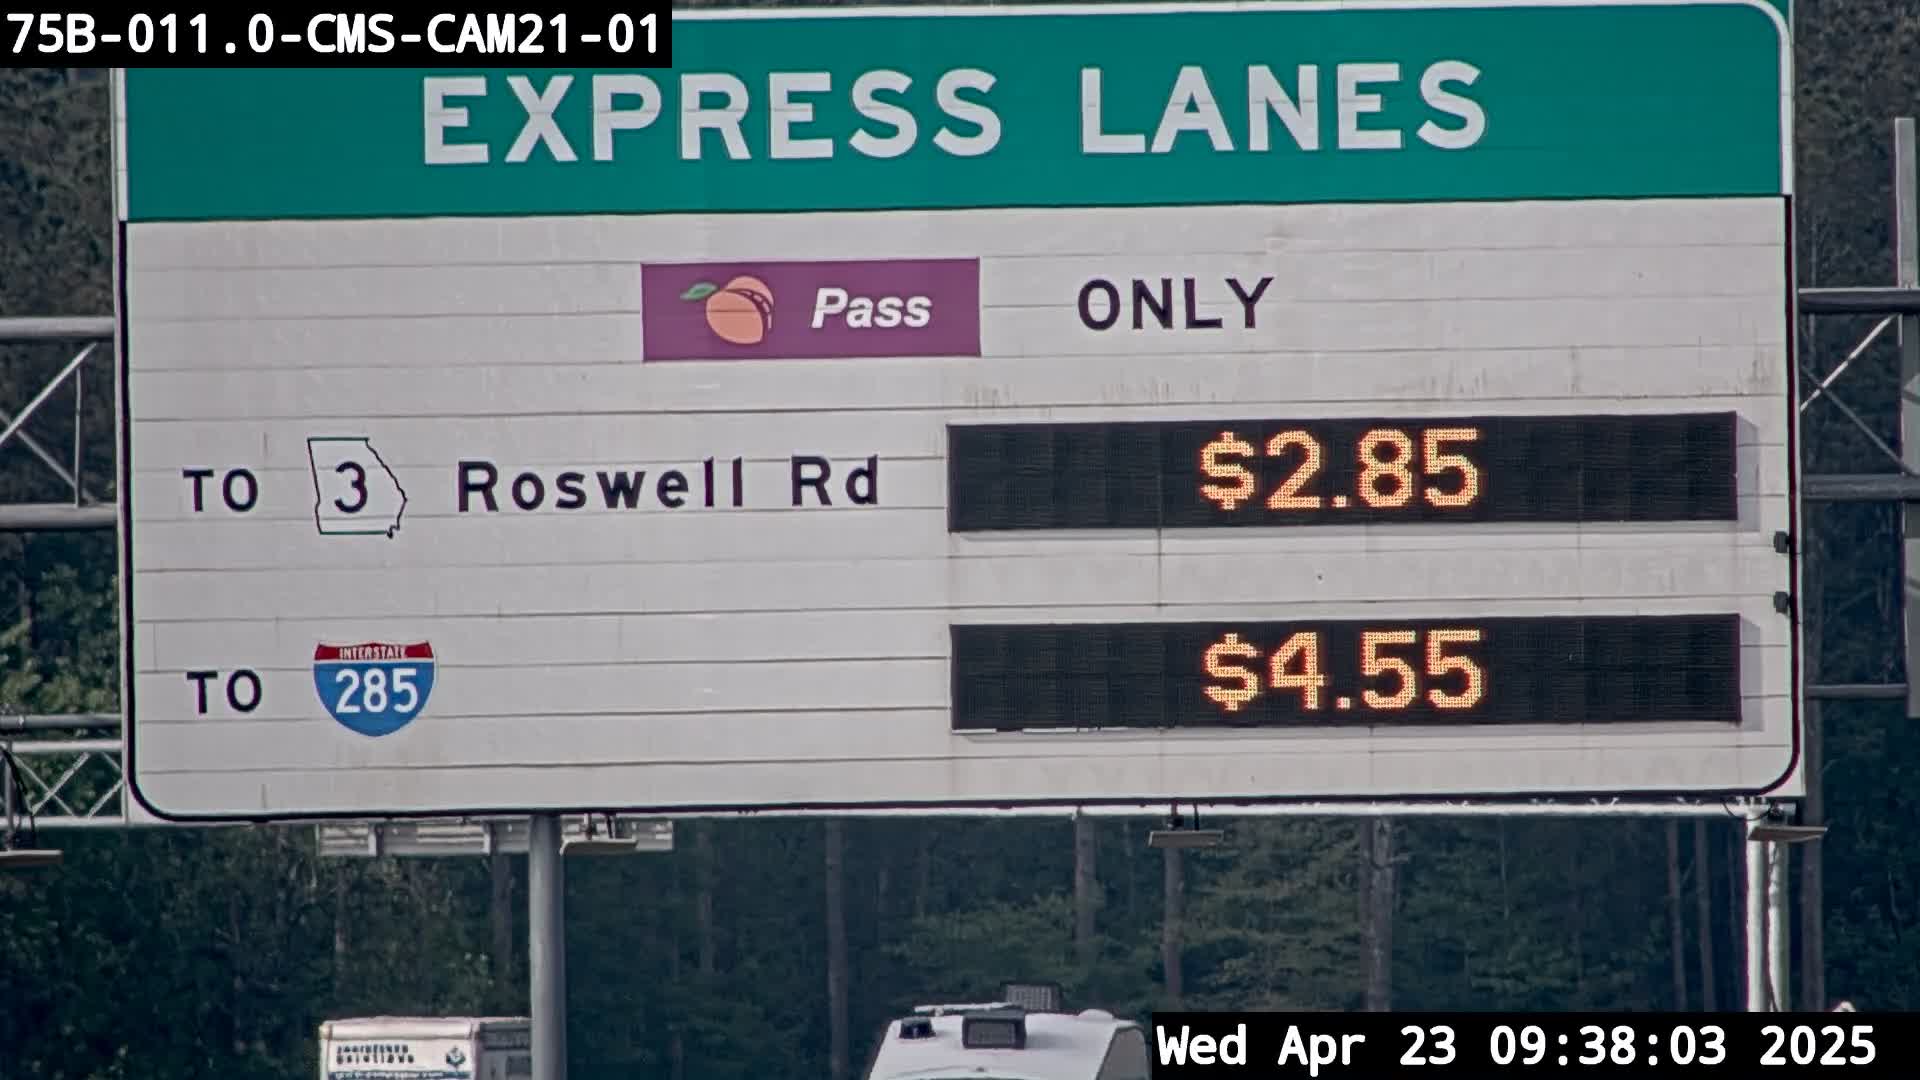 75B-011.0-CMS-CAM21-01
EXPRESS LANES
Pass ONLY
TO 3 Roswell Rd $2.85
TO INTERSTATE 285 $4.55
Wed Apr 23 09:38:03 2025